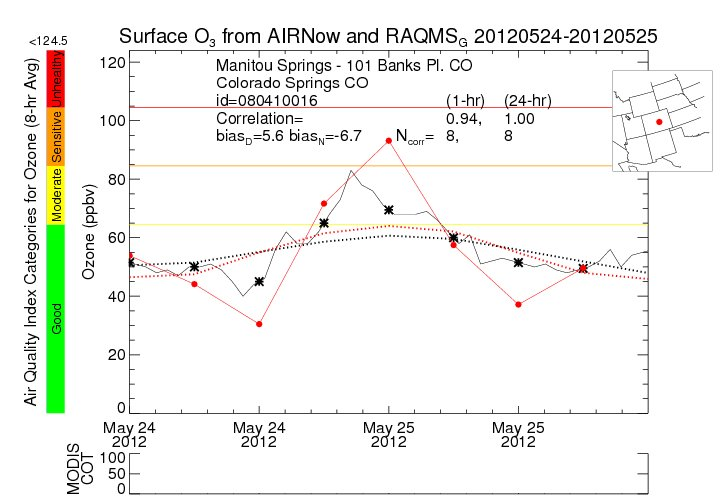 Surface O3 from AIRNow and RAQMSG 20120524-20120525
<124.5
Air Quality Index Categories for Ozone (8-hr Avg)
Unhealthy
Sensitive
Moderate
Good
Ozone (ppbv)
120
100
80
60
40
20
0
Manitou Springs - 101 Banks Pl. CO
Colorado Springs CO
id=080410016 (1-hr) (24-hr)
Correlation= 0.94, 1.00
biasD=5.6 biasN=-6.7 Ncorr= 8, 8
May 24 May 24 May 25 May 25
2012 2012 2012 2012
MODIS
COT
100
50
0